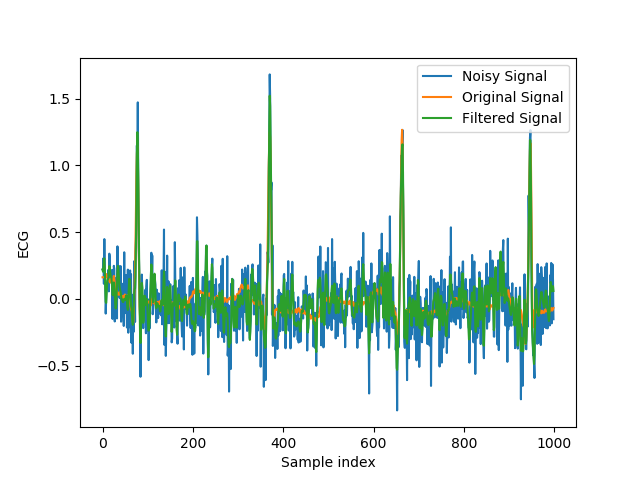 Noisy Signal
Original Signal
Filtered Signal
1.5
1.0
0.5
0.0
−0.5
ECG
0 200 400 600 800 1000
Sample index